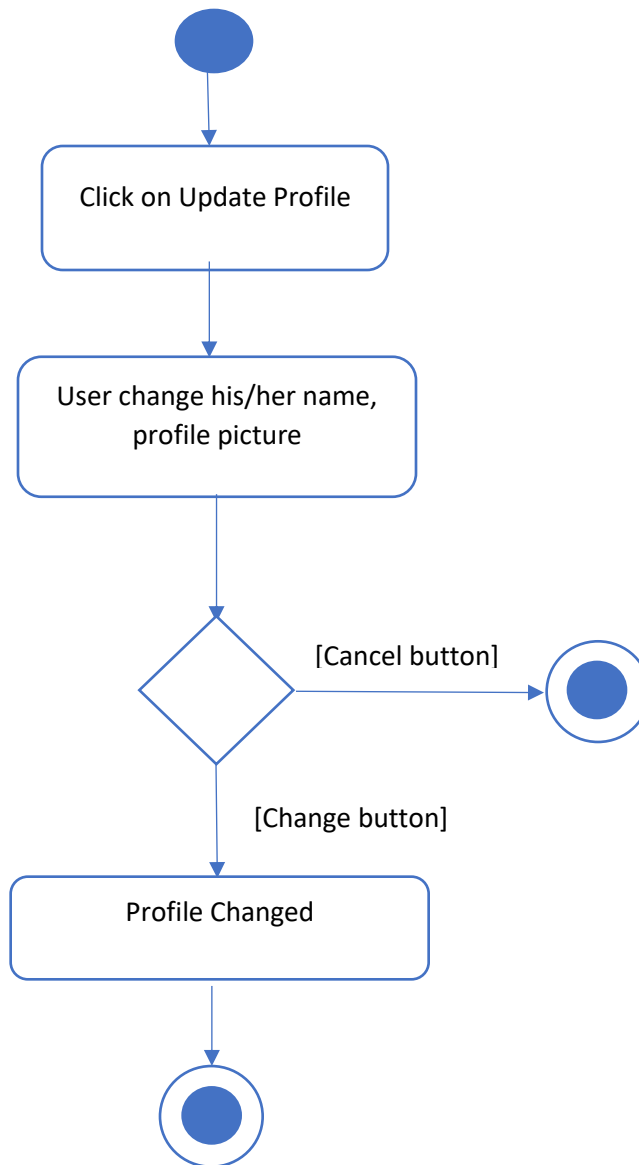 Click on Update Profile
User change his/her name,
profile picture
[Cancel button]
[Change button]
Profile Changed